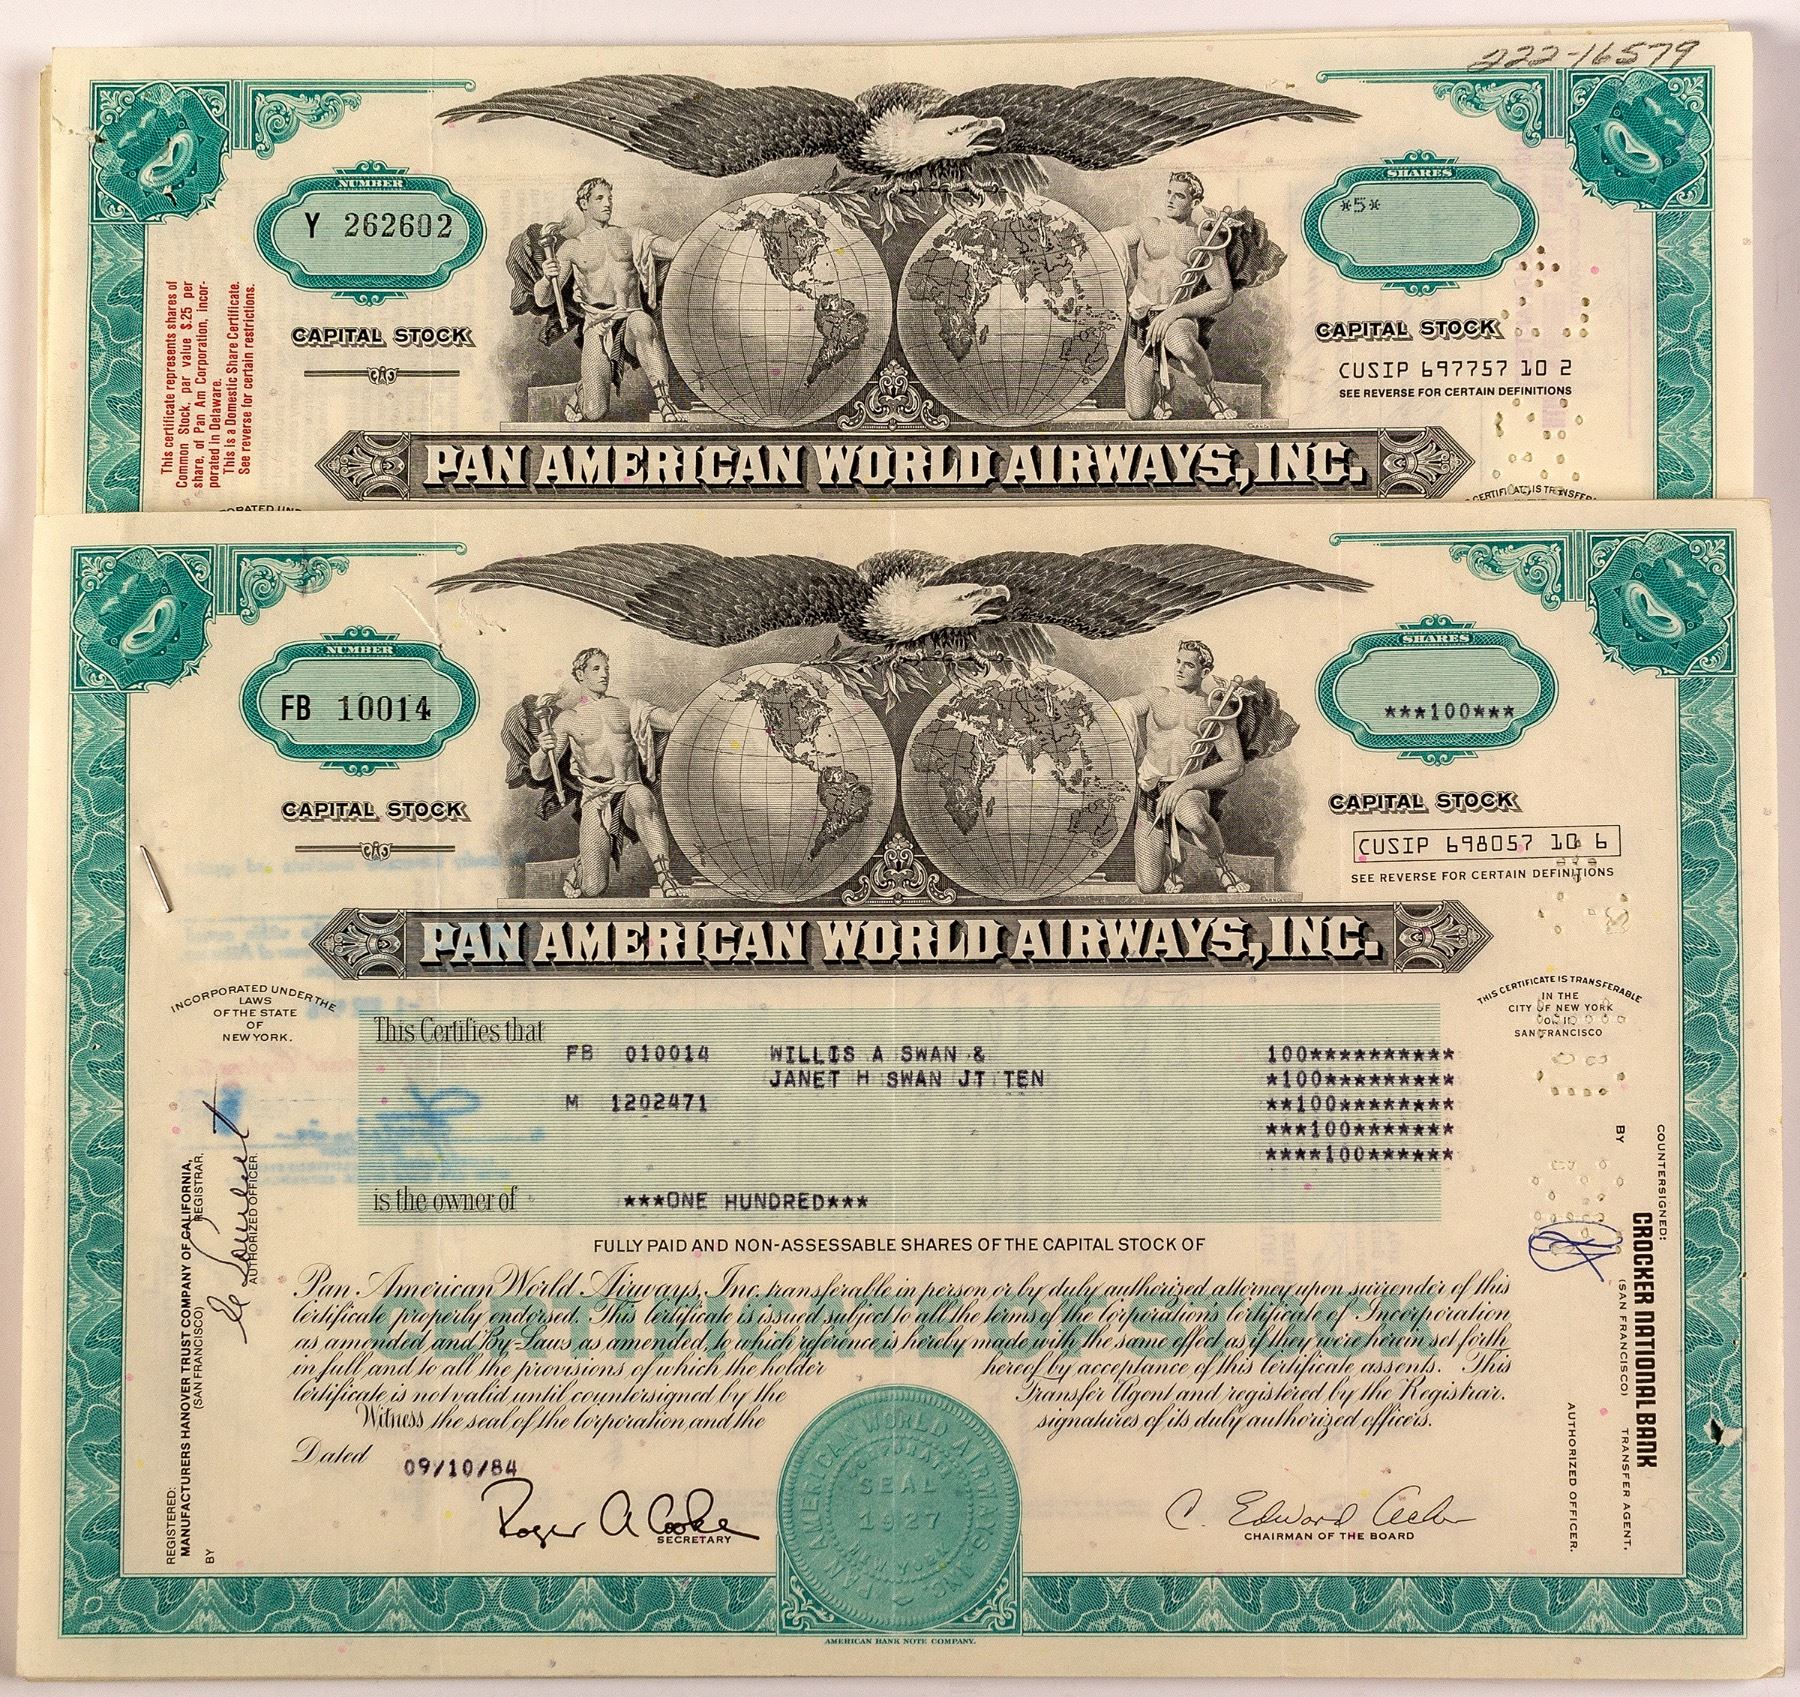 222-16579
NUMBER
Y 262602
SHARES
*5*
This certificate represents shares of
Common Stock, par value $.25 per
share, of Pan Am Corporation, incor-
porated in Delaware.
This is a Domestic Share Certificate.
See reverse for certain restrictions.
CAPITAL STOCK
CAPITAL STOCK
CUSIP 697757 10 2
SEE REVERSE FOR CERTAIN DEFINITIONS
PAN AMERICAN WORLD AIRWAYS, INC.
NUMBER
FB 10014
SHARES
***100***
CAPITAL STOCK
CAPITAL STOCK
CUSIP 698057 10 6
SEE REVERSE FOR CERTAIN DEFINITIONS
PAN AMERICAN WORLD AIRWAYS, INC.
INCORPORATED UNDER THE
LAWS
OF THE STATE
OF
NEW YORK.
THIS CERTIFICATE IS TRANSFERABLE
IN THE
CITY OF NEW YORK
OR IN
SAN FRANCISCO
This Certifies that
FB 010014 WILLIS A SWAN & 100**********
JANET H SWAN JT TEN *100*********
M 1202471 **100********
***100*******
****100******
is the owner of ***ONE HUNDRED***
FULLY PAID AND NON-ASSESSABLE SHARES OF THE CAPITAL STOCK OF
Pan American World Airways, Inc. transferable in person or by duly authorized attorney upon surrender of this
certificate properly endorsed. This certificate is issued subject to all the terms of the Corporation's Certificate of Incorporation
as amended and By-Laws as amended, to which reference is hereby made with the same effect as if they were herein set forth
in full, and to all the provisions of which the holder hereof by acceptance of this certificate assents. This
certificate is not valid until countersigned by the Transfer Agent and registered by the Registrar.
Witness the seal of the Corporation and the signatures of its duly authorized officers.
Dated 09/10/84
Roger A Cooke
SECRETARY
PAN AMERICAN WORLD AIRWAYS, INC.
CORPORATE
SEAL
1927
NEW YORK
C. Edward Acker
CHAIRMAN OF THE BOARD
REGISTERED:
MANUFACTURERS HANOVER TRUST COMPANY OF CALIFORNIA,
(SAN FRANCISCO) REGISTRAR.
BY
AUTHORIZED OFFICER.
COUNTERSIGNED:
CROCKER NATIONAL BANK
(SAN FRANCISCO) TRANSFER AGENT,
BY
AUTHORIZED OFFICER.
AMERICAN BANK NOTE COMPANY.